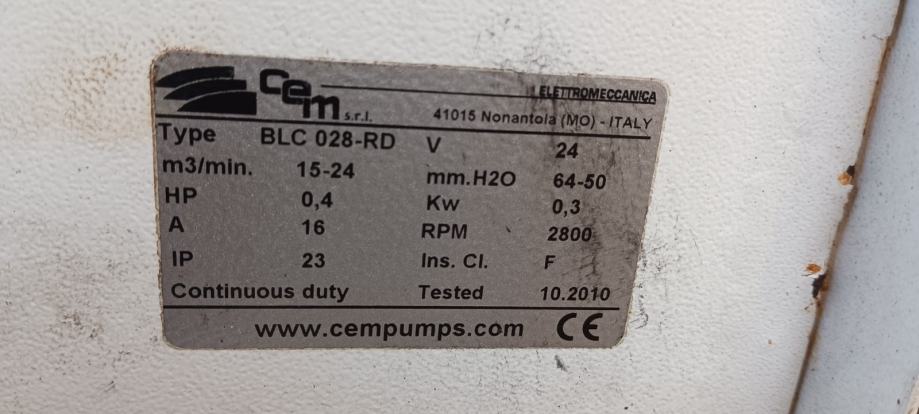 cem s.r.l. ELETTROMECCANICA
41015 Nonantola (MO) - ITALY
Type BLC 028-RD V 24
m3/min. 15-24 mm.H2O 64-50
HP 0,4 Kw 0,3
A 16 RPM 2800
IP 23 Ins. Cl. F
Continuous duty Tested 10.2010
www.cempumps.com CE